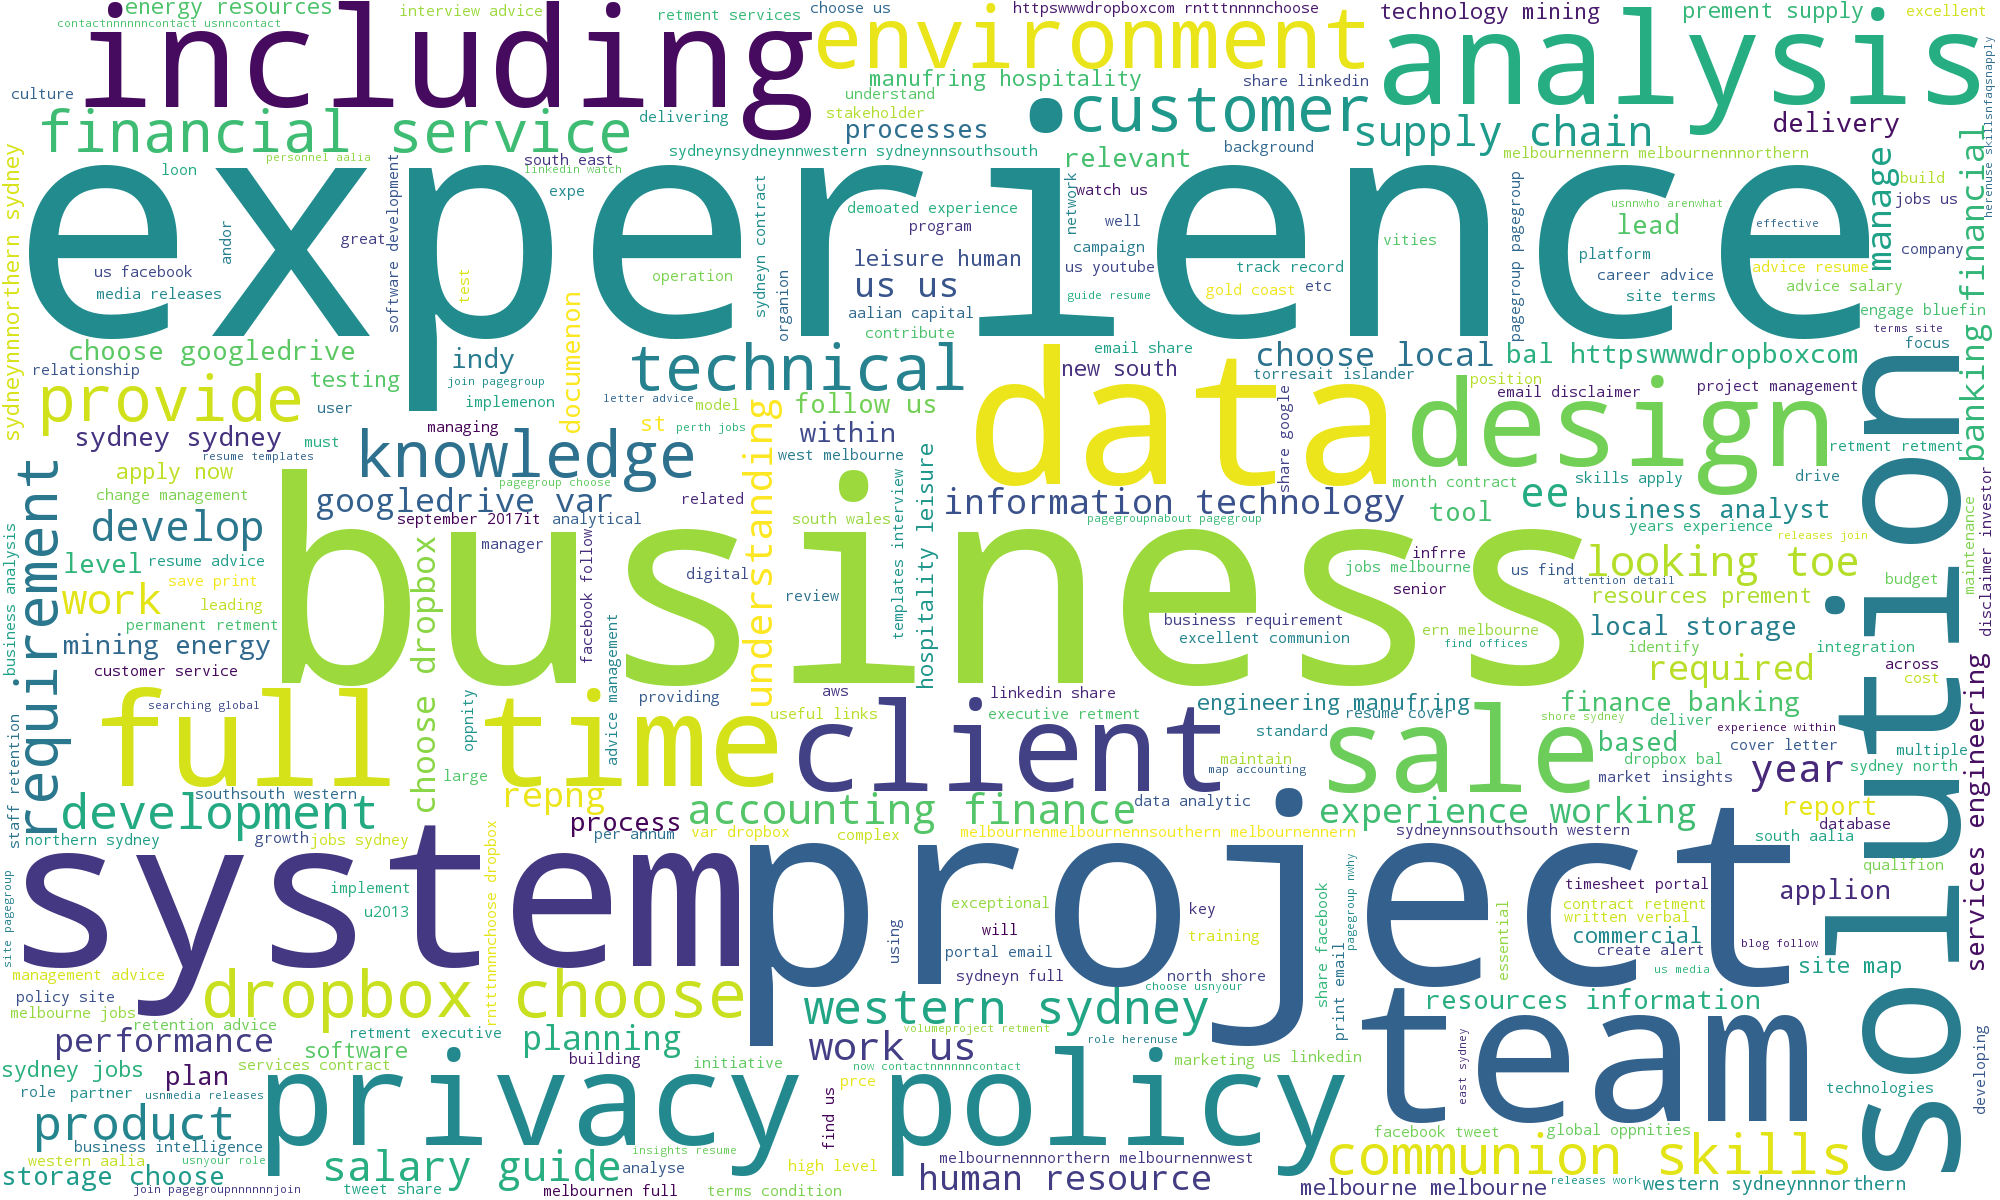 energy resources
interview advice
retment services
choose us
httpswwwdropboxcom rntttnnnnchoose
technology mining
prement supply
excellent
contactnnnnnncontact usnncontact
including
environment
analysis
manufring hospitality
share linkedin
culture
understand
stakeholder
delivering
customer
financial service
processes
supply chain
delivery
personnel aalia
loon
south east
linkedin watch
expe
sydneynsydneynnwestern sydneynnsouthsouth
relevant
background
melbournennern melbournennnorthern
manage
build
jobs us
herenuse skillsnfaqsnapply
banking financial
sydneynnnorthern sydney
experience
andor
great
software development
us facebook
media releases
test
operation
sydneyn contract
organion
demoated experience
program
leisure human
us us
aalian capital
contribute
network
watch us
well
campaign
us youtube
guide resume
track record
gold coast
etc
vities
pagegroup pagegroup
usnnwho arenwhat
lead
effective
platform
career advice
site terms
company
advice resume
advice salary
engage bluefin
terms site
focus
choose googledrive
relationship
provide
testing
indy
join pagegroup
implemenon
documenon
technical
letter advice
model
st
perth jobs
follow us
email share
new south
choose local
torresait islander
bal httpswwwdropboxcom
position
email disclaimer
project management
user
managing
sydney sydney
must
resume templates
knowledge
understanding
within
west melbourne
data
share google
design
retment retment
solution
apply now
change management
requirement
googledrive var
pagegroup choose
related
september 2017it
analytical
south wales
templates interview
hospitality leisure
information technology
pagegroupnabout pagegroup
month contract
tool
ee
skills apply
drive
business analyst
years experience
releases join
develop
manager
level
resume advice
save print
work
leading
permanent retment
mining energy
customer service
business analysis
choose dropbox
facebook follow
business
digital
review
infrre
jobs melbourne
senior
us find
attention detail
looking toe
resources prement
budget
maintenance
disclaimer investor
business requirement
excellent communion
ern melbourne
find offices
local storage
identify
integration
required
across
cost
searching global
full time
oppnity
large
advice management
providing
aws
useful links
client
linkedin share
executive retment
engineering manufring
resume cover
standard
maintain
map accounting
sale
finance banking
shore sydney
deliver
based
dropbox bal
market insights
experience within
cover letter
multiple
sydney north
year
services engineering
staff retention
southsouth western
development
repng
accounting finance
data analytic
experience working
report
database
northern sydney
growth
jobs sydney
process
per annum
var dropbox
complex
melbournenmelbournennsouthern melbournennern
sydneynnsouthsouth western
south aalia
qualifion
system
implement
u2013
rntttnnnnchoose dropbox
project
exceptional
will
key
training
using
portal email
sydneyn full
north shore
choose usnyour
share facebook
print email
pagegroup nwhy
essential
timesheet portal
contract retment
written verbal
commercial
create alert
applion
blog follow
us media
site map
site pagegroup
management advice
policy site
melbourne jobs
retention advice
dropbox choose
western sydney
resources information
performance
retment executive
software
services contract
planning
building
initiative
volumeproject retment
work us
now contactnnnnnncontact
prce
role herenuse
marketing
us linkedin
team
east sydney
technologies
developing
sydney jobs
role
partner
plan
usnmedia releases
product
business intelligence
western aalia
usnyour role
privacy policy
find us
facebook tweet
global oppnities
storage choose
join pagegroupnnnnnnjoin
salary guide
tweet share
analyse
insights resume
melbournen full
high level
terms condition
melbournennnorthern melbournennwest
human resource
communion skills
melbourne melbourne
releases work
western sydneynnnorthern